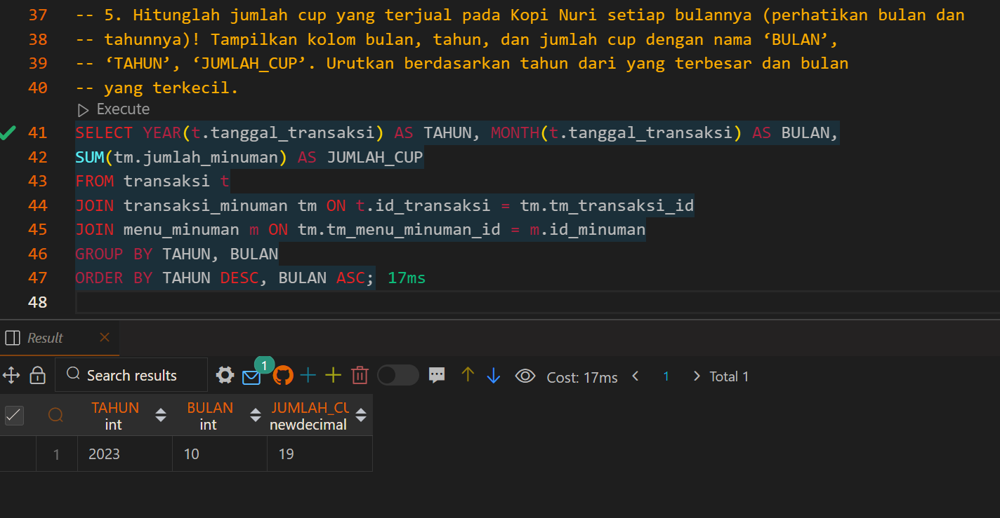 37 -- 5. Hitunglah jumlah cup yang terjual pada Kopi Nuri setiap bulannya (perhatikan bulan dan
38 -- tahunnya)! Tampilkan kolom bulan, tahun, dan jumlah cup dengan nama ‘BULAN’,
39 -- ‘TAHUN’, ‘JUMLAH_CUP’. Urutkan berdasarkan tahun dari yang terbesar dan bulan
40 -- yang terkecil.
Execute
41 SELECT YEAR(t.tanggal_transaksi) AS TAHUN, MONTH(t.tanggal_transaksi) AS BULAN,
42 SUM(tm.jumlah_minuman) AS JUMLAH_CUP
43 FROM transaksi t
44 JOIN transaksi_minuman tm ON t.id_transaksi = tm.tm_transaksi_id
45 JOIN menu_minuman m ON tm.tm_menu_minuman_id = m.id_minuman
46 GROUP BY TAHUN, BULAN
47 ORDER BY TAHUN DESC, BULAN ASC; 17ms
48
Result
Search results 1 Cost: 17ms 1 Total 1
TAHUN BULAN JUMLAH_CU
int int newdecimal
1 2023 10 19